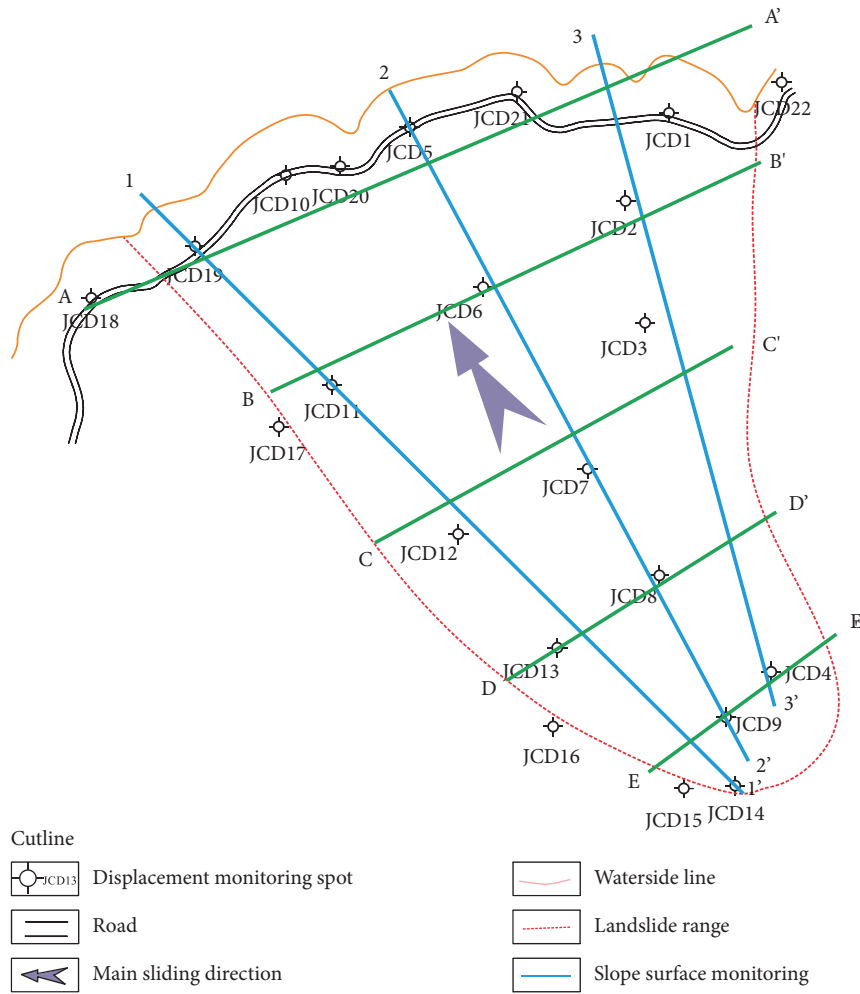 A'
3
2
JCD22
JCD21
JCD1
JCD5
B'
1
JCD10
JCD20
JCD2
JCD19
A
JCD18
JCD6
JCD3
C'
B
JCD11
JCD17
JCD7
D'
C
JCD12
JCD8
E
JCD13
JCD4
D
3'
JCD9
JCD16
2'
E
1'
JCD15
JCD14
Cutline
JCD13
Displacement monitoring spot
Waterside line
Road
Landslide range
Main sliding direction
Slope surface monitoring